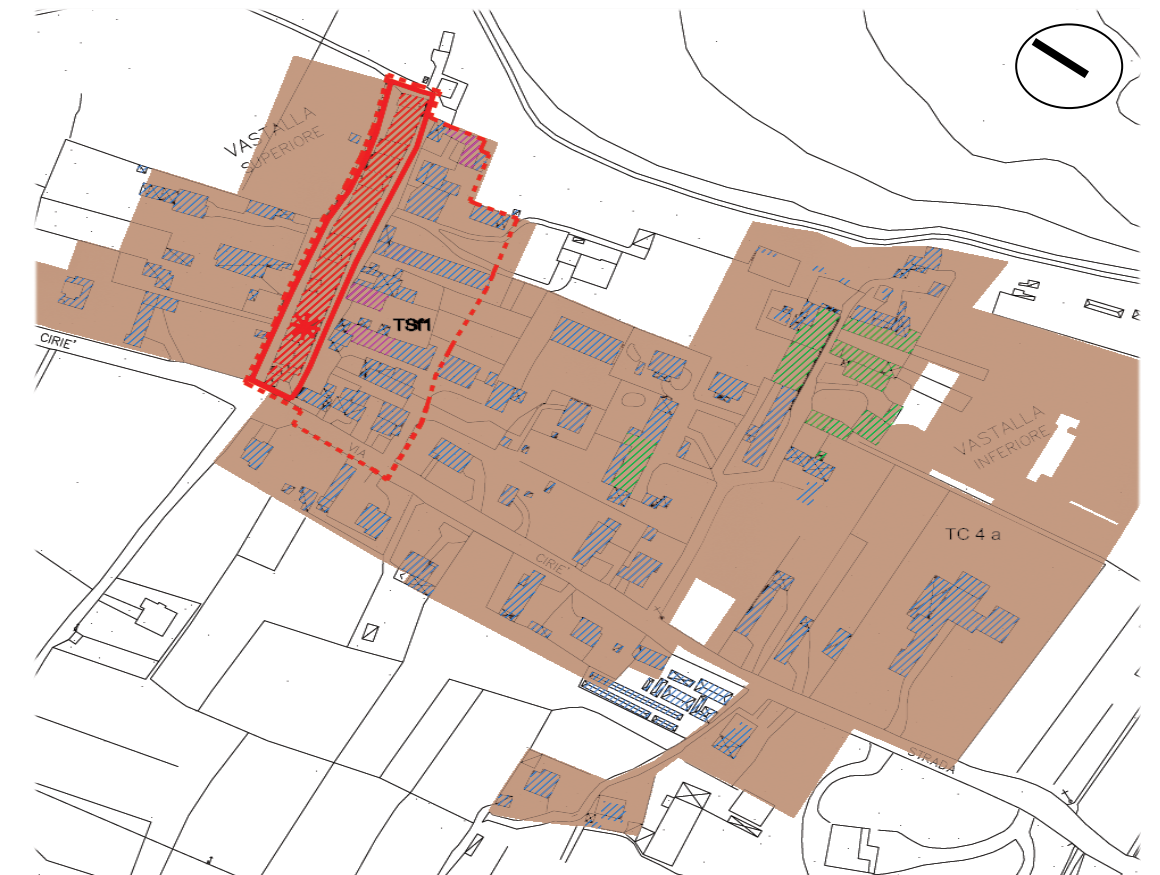 VASTALLA
SUPERIORE
TSM
CIRIE'
VIA
CIRIE'
VASTALLA
INFERIORE
TC 4 a
STRADA